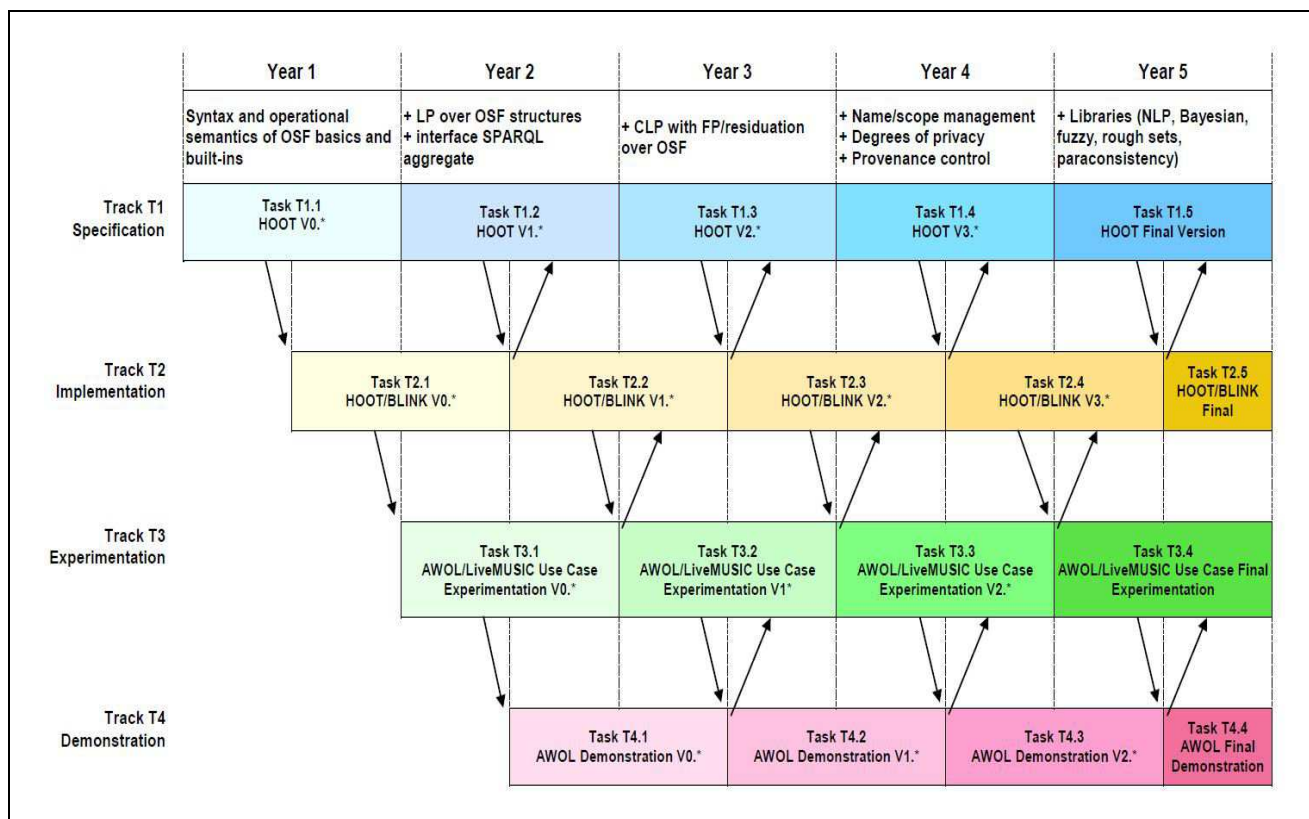 Year 1
Year 2
Year 3
Year 4
Year 5
Syntax and operational
semantics of OSF basics and
built-ins
+ LP over OSF structures
+ interface SPARQL
aggregate
+ CLP with FP/residuation
over OSF
+ Name/scope management
+ Degrees of privacy
+ Provenance control
+ Libraries (NLP, Bayesian,
fuzzy, rough sets,
paraconsistency)
Track T1
Specification
Task T1.1
HOOT V0.*
Task T1.2
HOOT V1.*
Task T1.3
HOOT V2.*
Task T1.4
HOOT V3.*
Task T1.5
HOOT Final Version
Track T2
Implementation
Task T2.1
HOOT/BLINK V0.*
Task T2.2
HOOT/BLINK V1.*
Task T2.3
HOOT/BLINK V2.*
Task T2.4
HOOT/BLINK V3.*
Task T2.5
HOOT/BLINK
Final
Track T3
Experimentation
Task T3.1
AWOL/LiveMUSIC Use Case
Experimentation V0.*
Task T3.2
AWOL/LiveMUSIC Use Case
Experimentation V1*
Task T3.3
AWOL/LiveMUSIC Use Case
Experimentation V2.*
Task T3.4
AWOL/LiveMUSIC Use Case Final
Experimentation
Track T4
Demonstration
Task T4.1
AWOL Demonstration V0.*
Task T4.2
AWOL Demonstration V1.*
Task T4.3
AWOL Demonstration V2.*
Task T4.4
AWOL Final
Demonstration